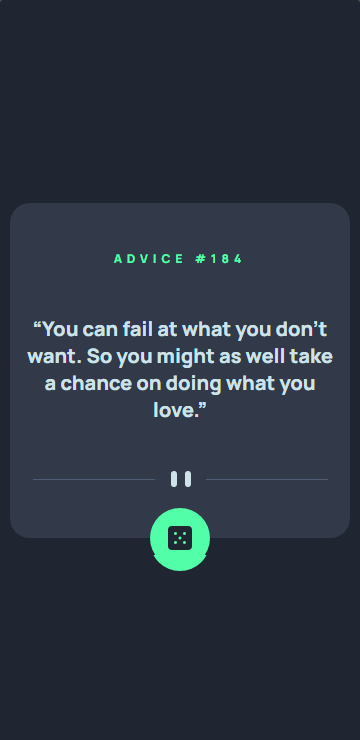 ADVICE #184
“You can fail at what you don’t
want. So you might as well take
a chance on doing what you
love.”